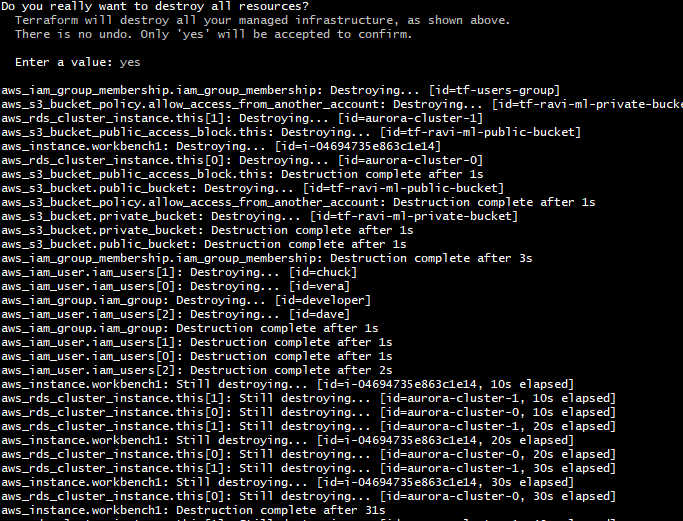 Do you really want to destroy all resources?
Terraform will destroy all your managed infrastructure, as shown above.
There is no undo. Only 'yes' will be accepted to confirm.
Enter a value: yes
aws_iam_group_membership.iam_group_membership: Destroying... [id=tf-users-group]
aws_s3_bucket_policy.allow_access_from_another_account: Destroying... [id=tf-ravi-ml-private-bucke
aws_rds_cluster_instance.this[1]: Destroying... [id=aurora-cluster-1]
aws_s3_bucket_public_access_block.this: Destroying... [id=tf-ravi-ml-public-bucket]
aws_instance.workbench1: Destroying... [id=i-04694735e863c1e14]
aws_rds_cluster_instance.this[0]: Destroying... [id=aurora-cluster-0]
aws_s3_bucket_public_access_block.this: Destruction complete after 1s
aws_s3_bucket.public_bucket: Destroying... [id=tf-ravi-ml-public-bucket]
aws_s3_bucket_policy.allow_access_from_another_account: Destruction complete after 1s
aws_s3_bucket.private_bucket: Destroying... [id=tf-ravi-ml-private-bucket]
aws_s3_bucket.private_bucket: Destruction complete after 1s
aws_s3_bucket.public_bucket: Destruction complete after 1s
aws_iam_group_membership.iam_group_membership: Destruction complete after 3s
aws_iam_user.iam_users[1]: Destroying... [id=chuck]
aws_iam_user.iam_users[0]: Destroying... [id=vera]
aws_iam_group.iam_group: Destroying... [id=developer]
aws_iam_user.iam_users[2]: Destroying... [id=dave]
aws_iam_group.iam_group: Destruction complete after 1s
aws_iam_user.iam_users[1]: Destruction complete after 1s
aws_iam_user.iam_users[0]: Destruction complete after 1s
aws_iam_user.iam_users[2]: Destruction complete after 2s
aws_instance.workbench1: Still destroying... [id=i-04694735e863c1e14, 10s elapsed]
aws_rds_cluster_instance.this[1]: Still destroying... [id=aurora-cluster-1, 10s elapsed]
aws_rds_cluster_instance.this[0]: Still destroying... [id=aurora-cluster-0, 10s elapsed]
aws_rds_cluster_instance.this[1]: Still destroying... [id=aurora-cluster-1, 20s elapsed]
aws_instance.workbench1: Still destroying... [id=i-04694735e863c1e14, 20s elapsed]
aws_rds_cluster_instance.this[0]: Still destroying... [id=aurora-cluster-0, 20s elapsed]
aws_rds_cluster_instance.this[1]: Still destroying... [id=aurora-cluster-1, 30s elapsed]
aws_instance.workbench1: Still destroying... [id=i-04694735e863c1e14, 30s elapsed]
aws_rds_cluster_instance.this[0]: Still destroying... [id=aurora-cluster-0, 30s elapsed]
aws_instance.workbench1: Destruction complete after 31s